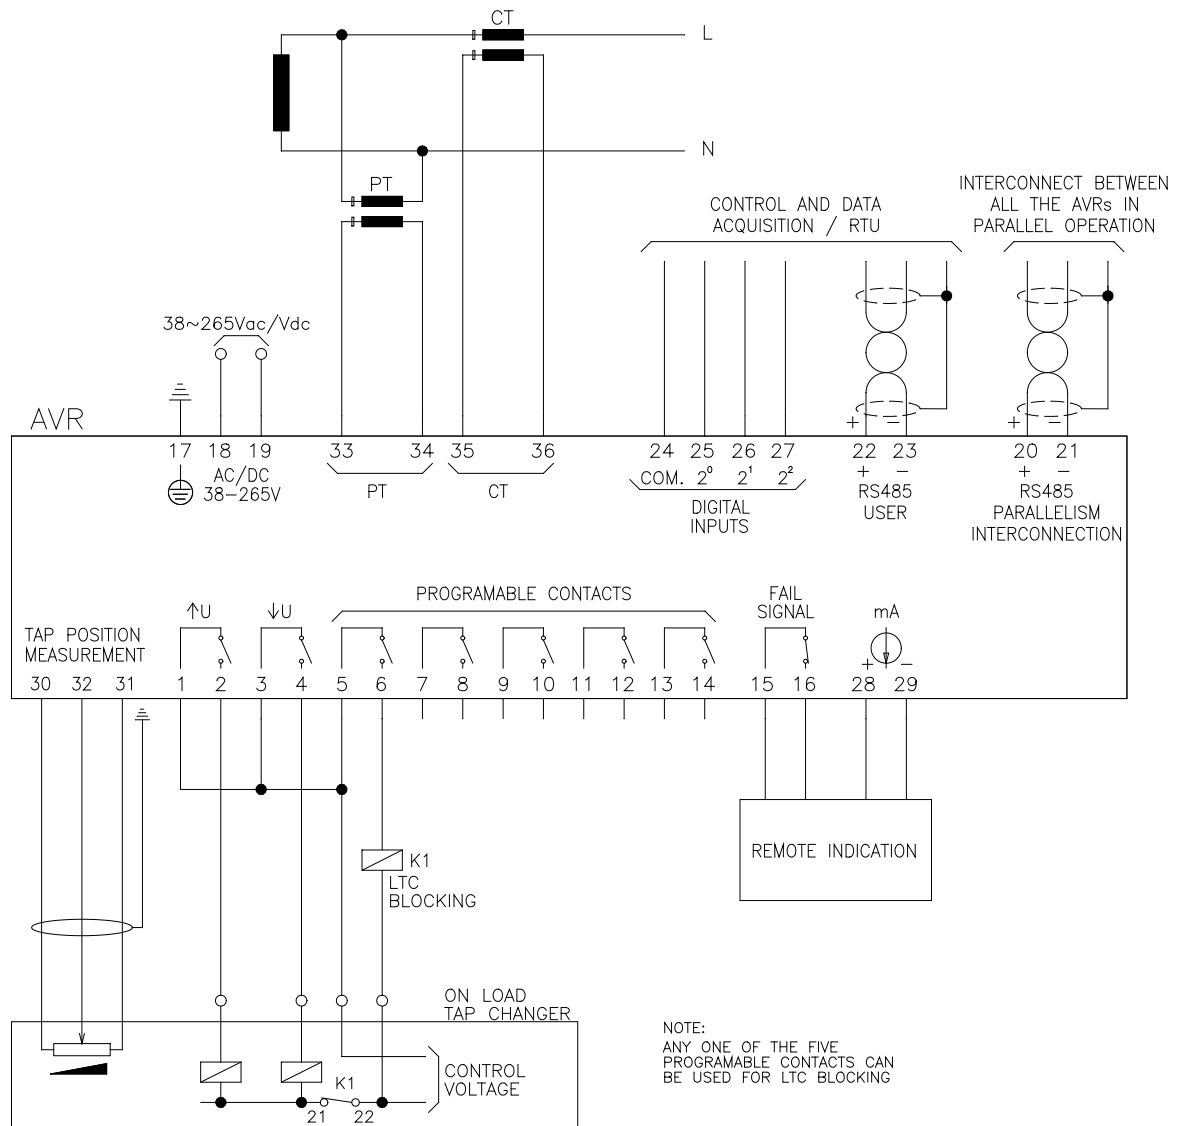 CT
L
N
PT
CONTROL AND DATA
ACQUISITION / RTU
INTERCONNECT BETWEEN
ALL THE AVRs IN
PARALLEL OPERATION
38~265Vac/Vdc
AVR
+ −
+ −
17 18 19 33 34 35 36 24 25 26 27 22 23 20 21
AC/DC
38−265V
PT
CT
COM. 2⁰ 2¹ 2²
DIGITAL
INPUTS
+ −
RS485
USER
+ −
RS485
PARALLELISM
INTERCONNECTION
TAP POSITION
MEASUREMENT
↑U
↓U
PROGRAMABLE CONTACTS
FAIL
SIGNAL
mA
+ −
30 32 31 1 2 3 4 5 6 7 8 9 10 11 12 13 14 15 16 28 29
K1
LTC
BLOCKING
REMOTE INDICATION
ON LOAD
TAP CHANGER
K1
21 22
CONTROL
VOLTAGE
NOTE:
ANY ONE OF THE FIVE
PROGRAMABLE CONTACTS CAN
BE USED FOR LTC BLOCKING